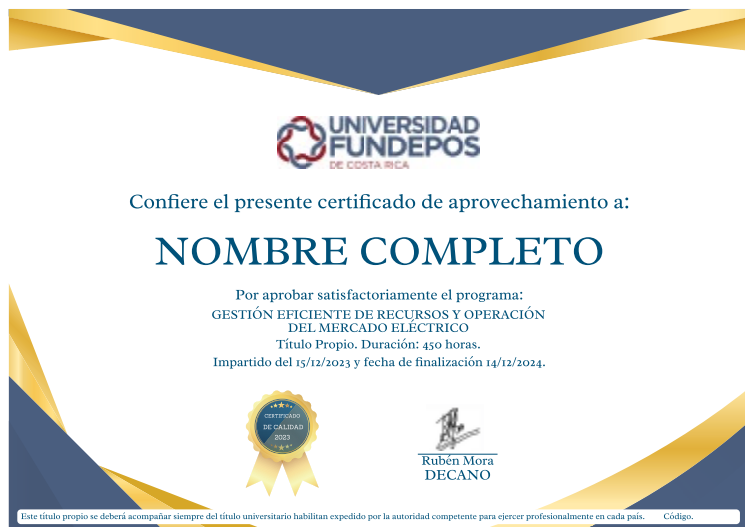 UNIVERSIDAD
FUNDEPOS
DE COSTA RICA
Confiere el presente certificado de aprovechamiento a:
NOMBRE COMPLETO
Por aprobar satisfactoriamente el programa:
GESTIÓN EFICIENTE DE RECURSOS Y OPERACIÓN
DEL MERCADO ELÉCTRICO
Título Propio. Duración: 450 horas.
Impartido del 15/12/2023 y fecha de finalización 14/12/2024.
CERTIFICADO
DE CALIDAD
2023
Rubén Mora
DECANO
Este título propio se deberá acompañar siempre del título universitario habilitan expedido por la autoridad competente para ejercer profesionalmente en cada país. Código.